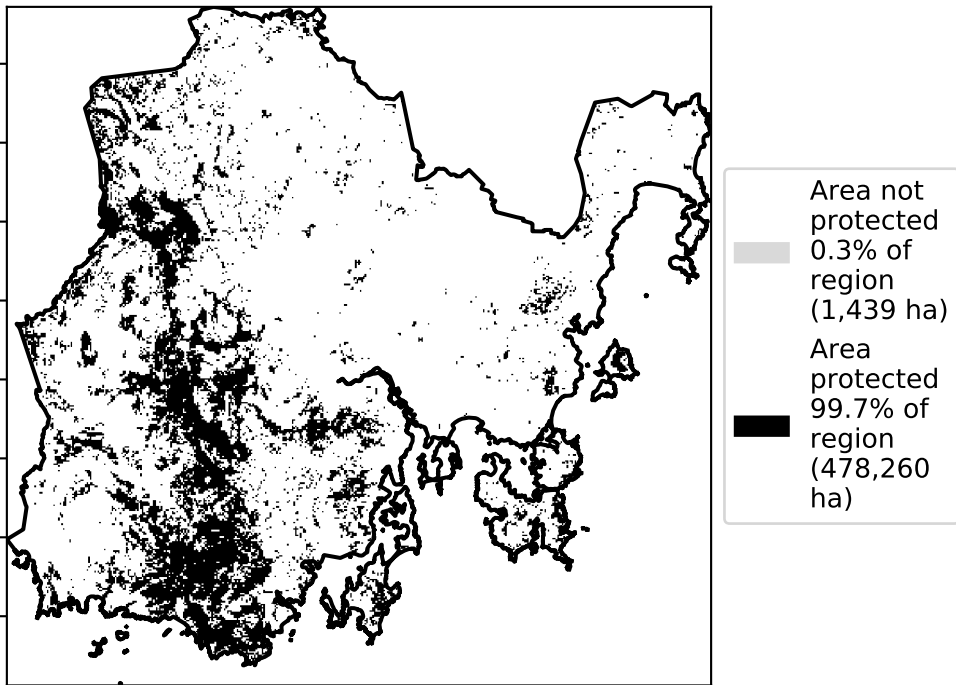 Area not
protected
0.3% of
region
(1,439 ha)
Area
protected
99.7% of
region
(478,260
ha)